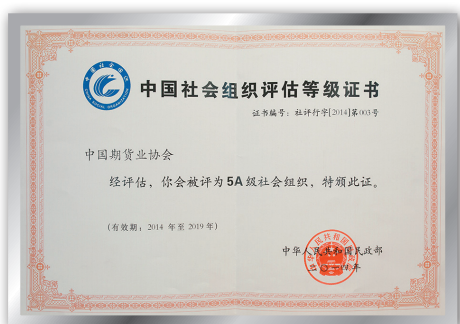 中国社会组织评估等级证书
证书编号：社评行字[2014]第003号
中国期货业协会
经评估，你会被评为 5A 级社会组织，特颁此证。
（有效期：2014 年至 2019 年）
中华人民共和国民政部